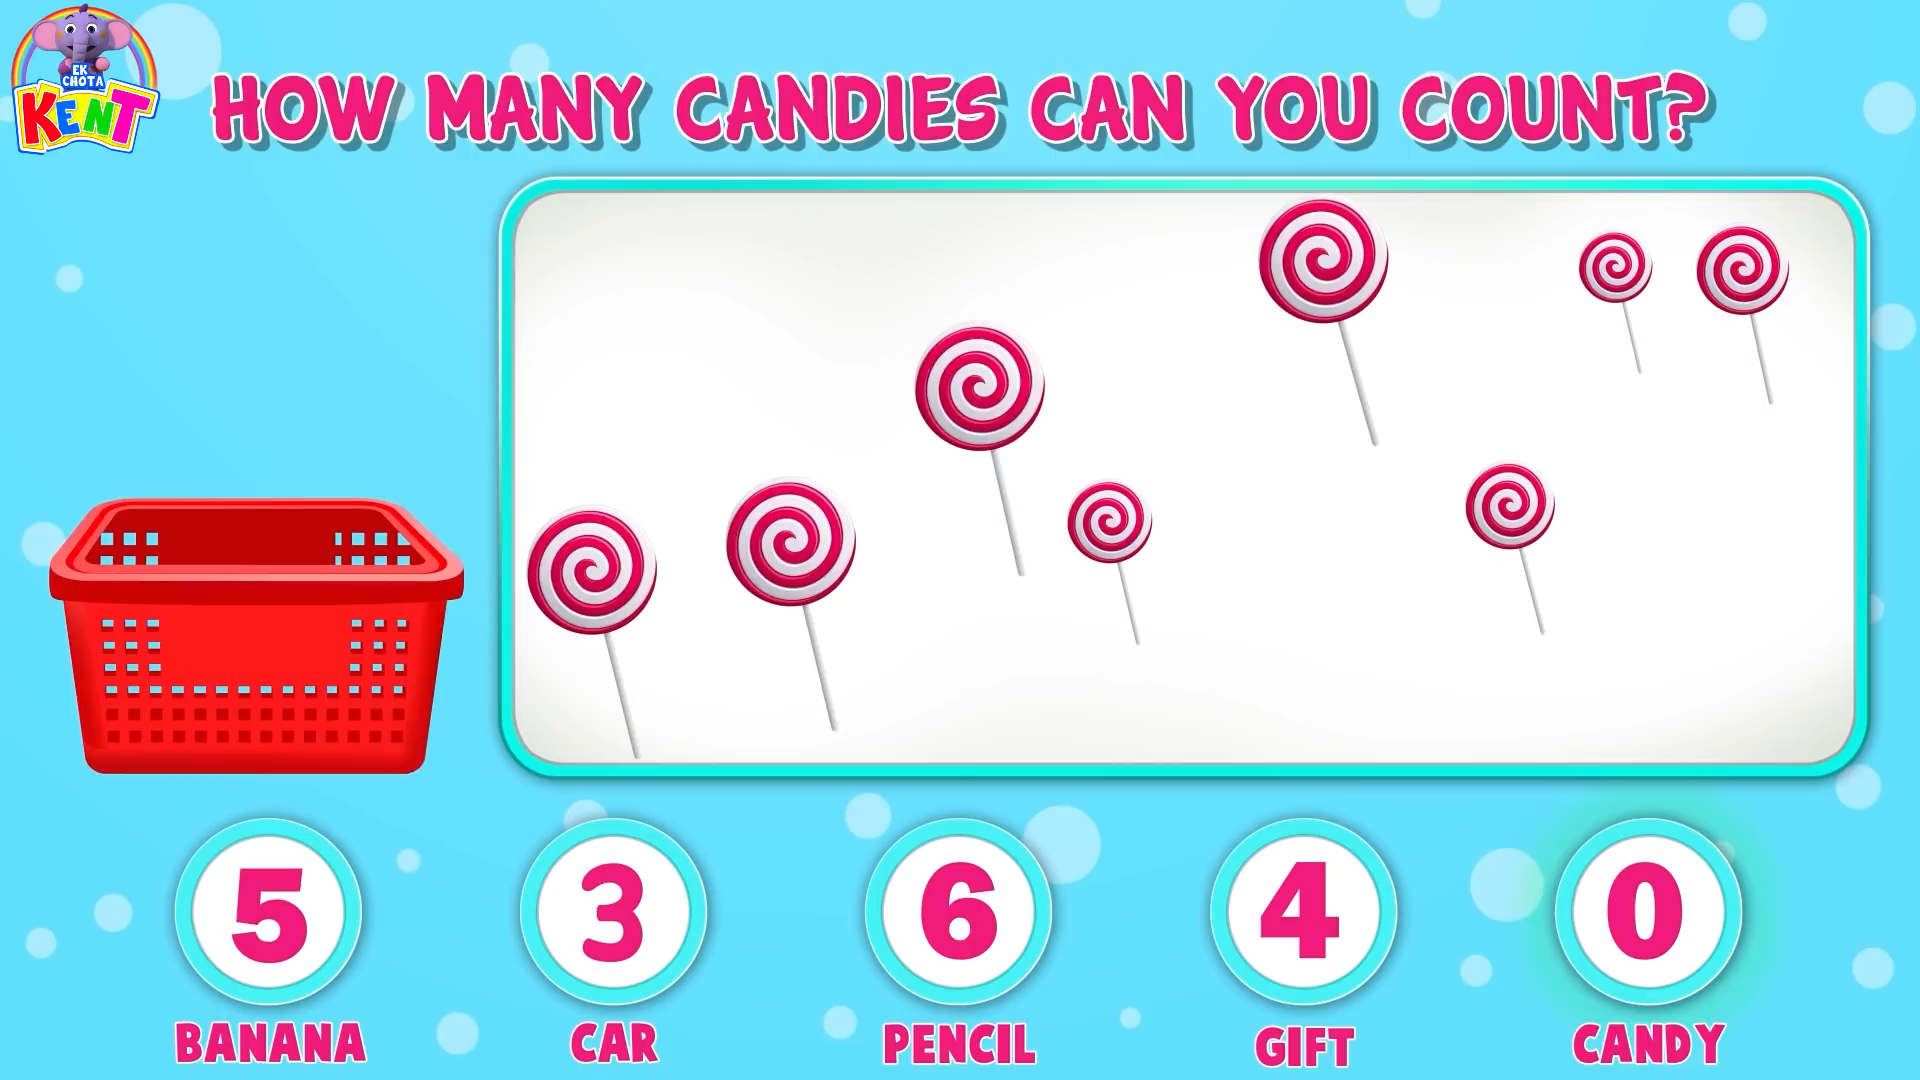 EK
CHOTA
KENT
HOW MANY CANDIES CAN YOU COUNT?
5 3 6 4 0
BANANA CAR PENCIL GIFT CANDY